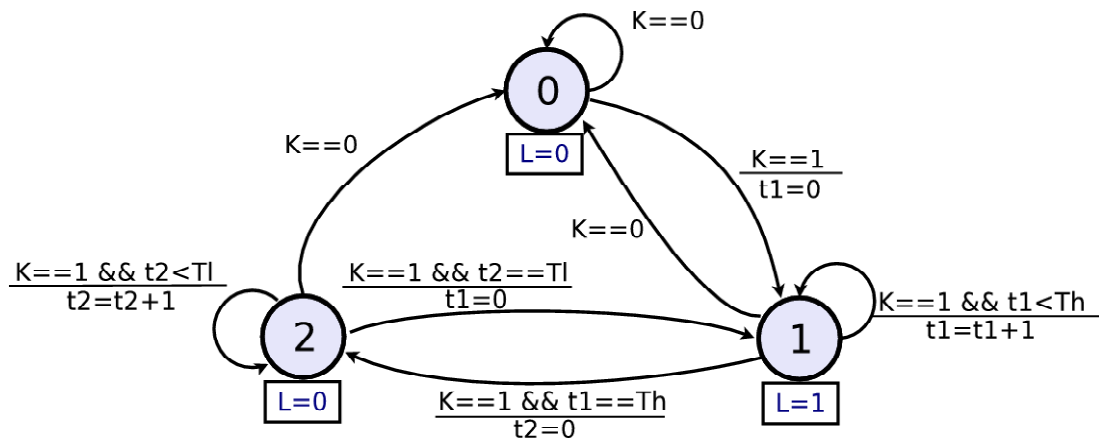 K==0
0
L=0
K==0
K==1
t1=0
K==0
K==1 && t2<Tl
t2=t2+1
K==1 && t2==Tl
t1=0
K==1 && t1<Th
t1=t1+1
2
1
L=0
L=1
K==1 && t1==Th
t2=0